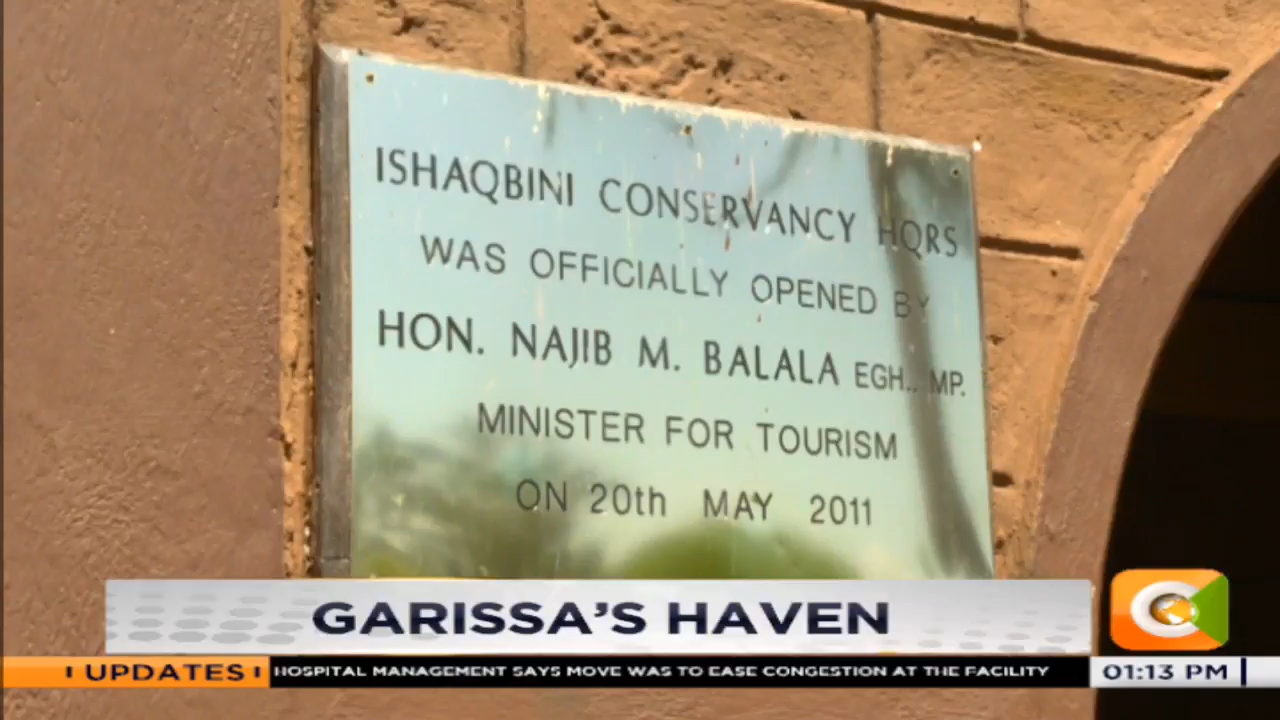 ISHAQBINI CONSERVANCY HQRS
WAS OFFICIALLY OPENED BY
HON. NAJIB M. BALALA EGH.. MP.
MINISTER FOR TOURISM
ON 20th MAY 2011
GARISSA'S HAVEN
UPDATES
HOSPITAL MANAGEMENT SAYS MOVE WAS TO EASE CONGESTION AT THE FACILITY
01:13 PM